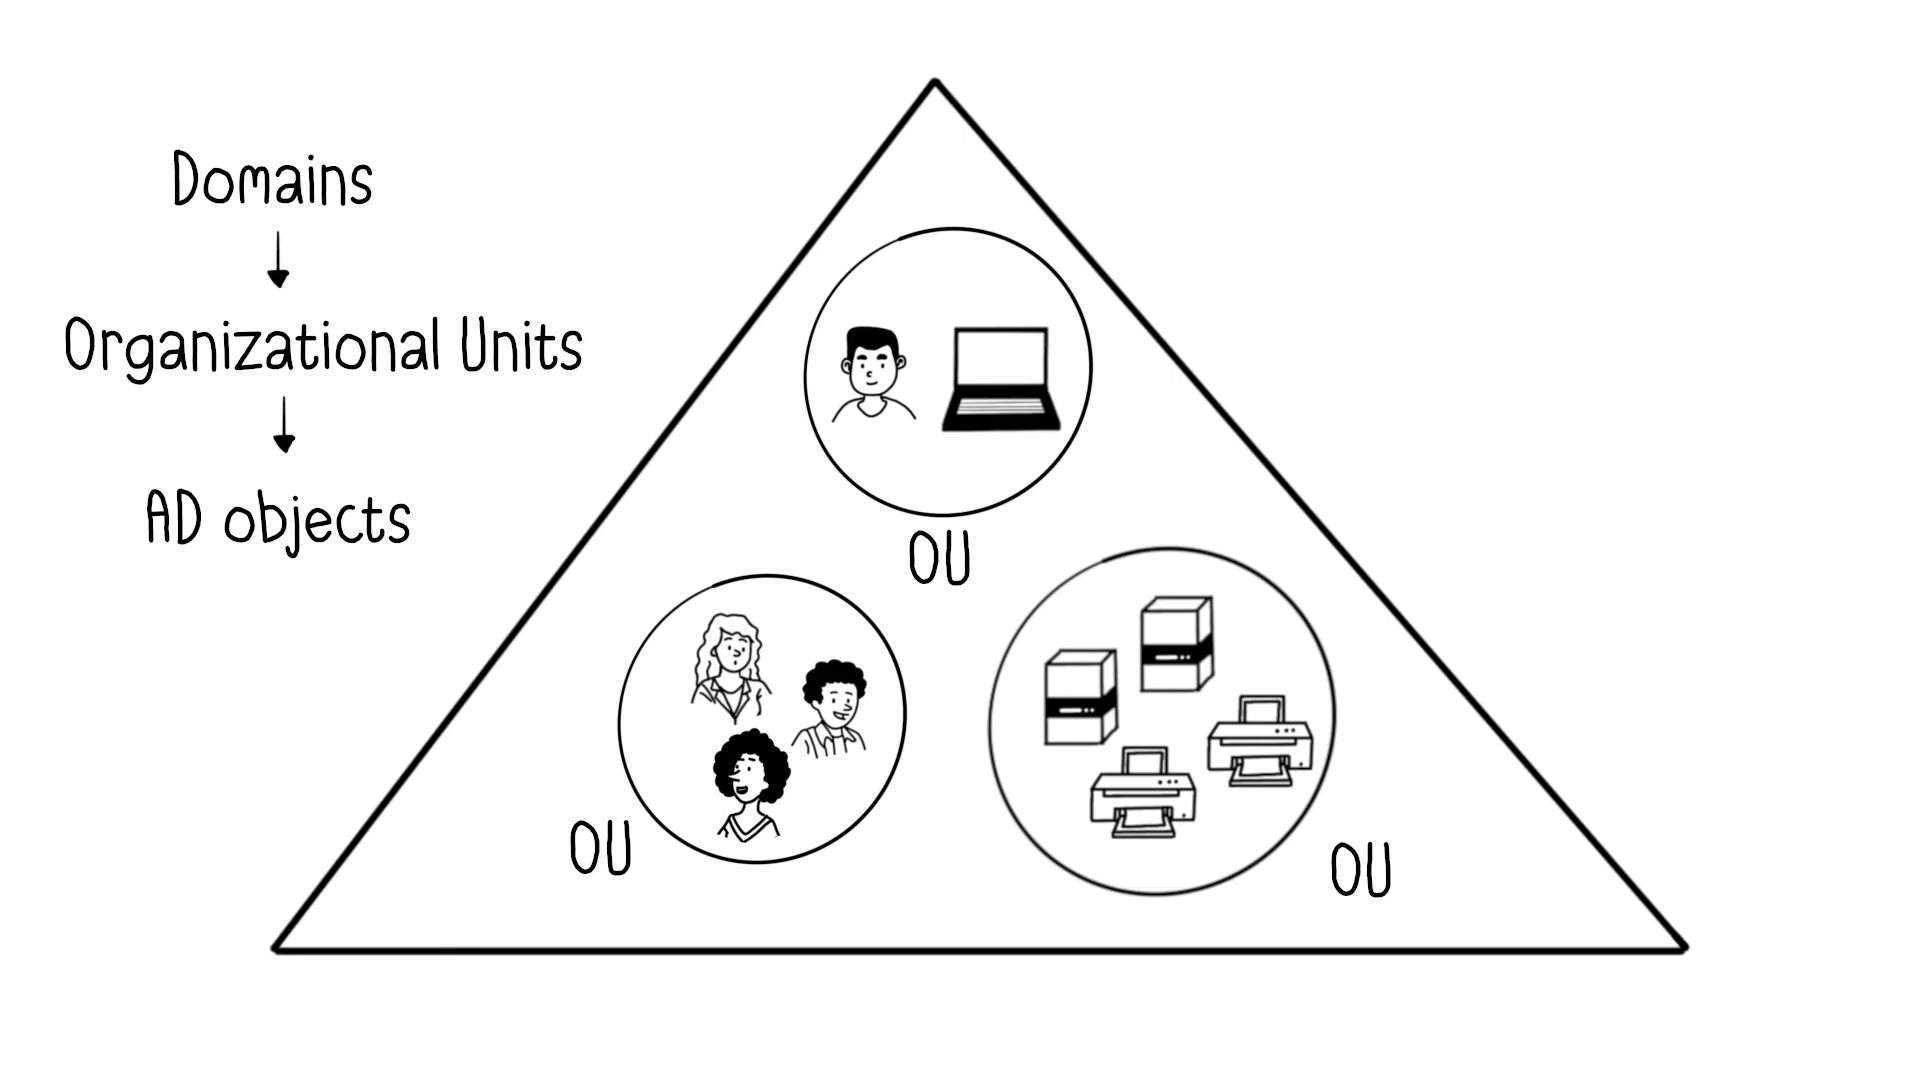 Domains
Organizational Units
AD objects
OU
OU
OU